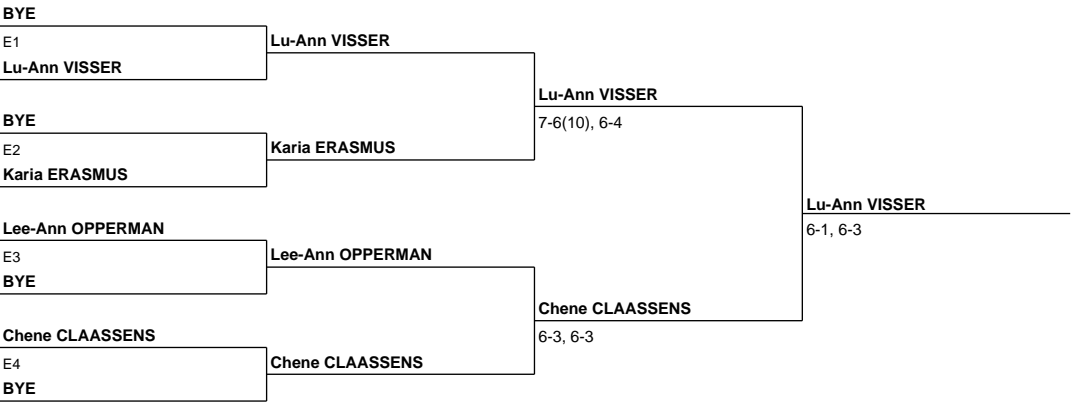 BYE
E1
Lu-Ann VISSER
BYE
E2
Karia ERASMUS
Lee-Ann OPPERMAN
E3
BYE
Chene CLAASSENS
E4
BYE
Lu-Ann VISSER
Karia ERASMUS
Lee-Ann OPPERMAN
Chene CLAASSENS
Lu-Ann VISSER
7-6(10), 6-4
Chene CLAASSENS
6-3, 6-3
Lu-Ann VISSER
6-1, 6-3